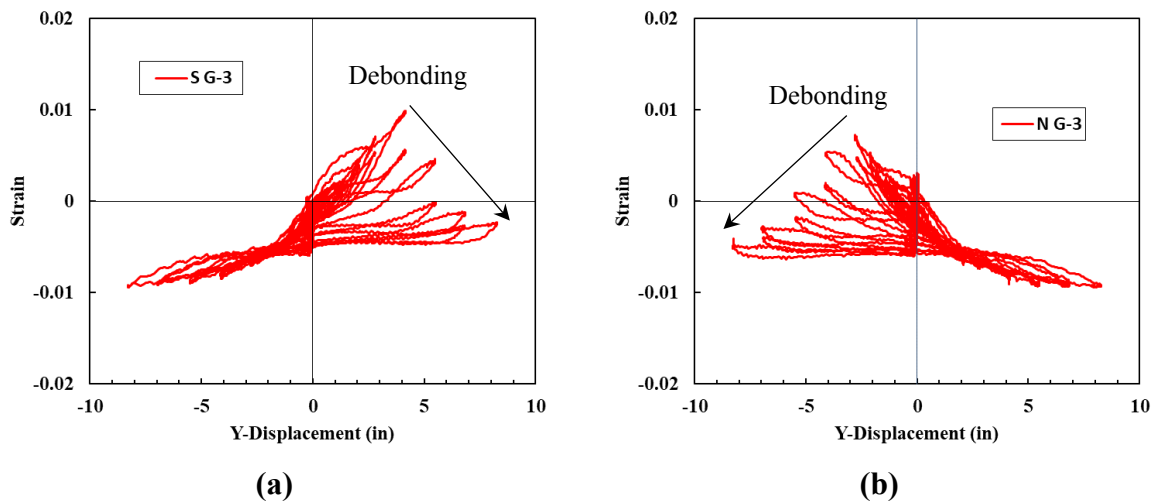 0.02
0.01
0
-0.01
-0.02
Strain
S G-3
Debonding
-10
-5
0
5
10
Y-Displacement (in)
(a)
0.02
0.01
0
-0.01
-0.02
Strain
Debonding
N G-3
-10
-5
0
5
10
Y-Displacement (in)
(b)